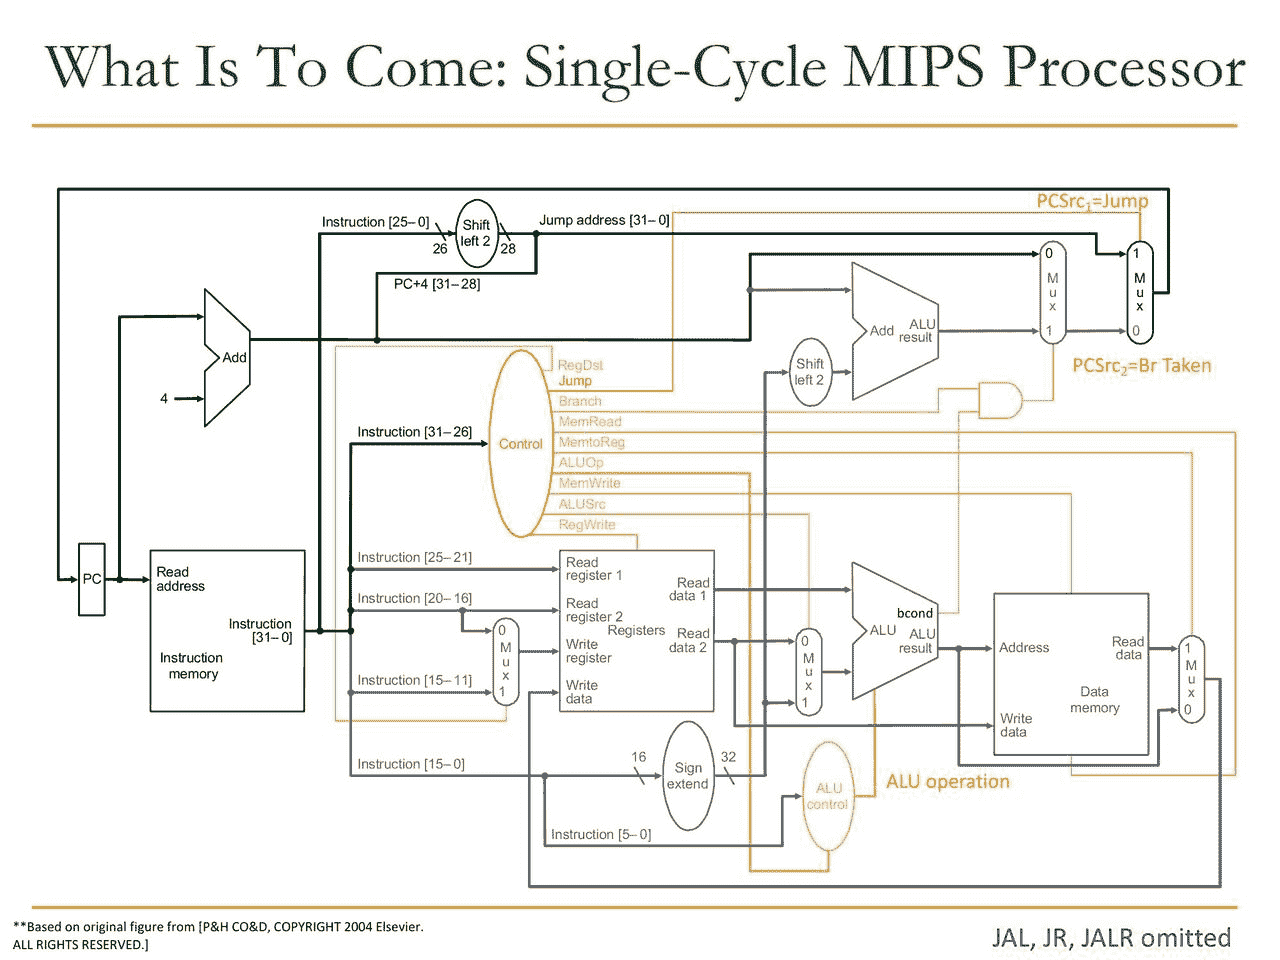 What Is To Come: Single-Cycle MIPS Processor
PCSrc1=Jump
Instruction [25–0]
Shift
left 2
Jump address [31–0]
26
28
PC+4 [31–28]
0
M
u
x
1
1
M
u
x
0
Add
ALU
result
Add
4
Shift
left 2
PCSrc2=Br Taken
RegDst
Jump
Branch
MemRead
MemtoReg
ALUOp
MemWrite
ALUSrc
RegWrite
Control
Instruction [31–26]
PC
Read
address
Instruction
[31–0]
Instruction
memory
Instruction [25–21]
Instruction [20–16]
Instruction [15–11]
0
M
u
x
1
Read
register 1
Read
register 2
Write
register
Write
data
Registers
Read
data 1
Read
data 2
0
M
u
x
1
bcond
ALU
ALU
result
Address
Read
data
Data
memory
Write
data
1
M
u
x
0
Instruction [15–0]
16
Sign
extend
32
ALU
control
ALU operation
Instruction [5–0]
**Based on original figure from [P&H CO&D, COPYRIGHT 2004 Elsevier.
ALL RIGHTS RESERVED.]
JAL, JR, JALR omitted